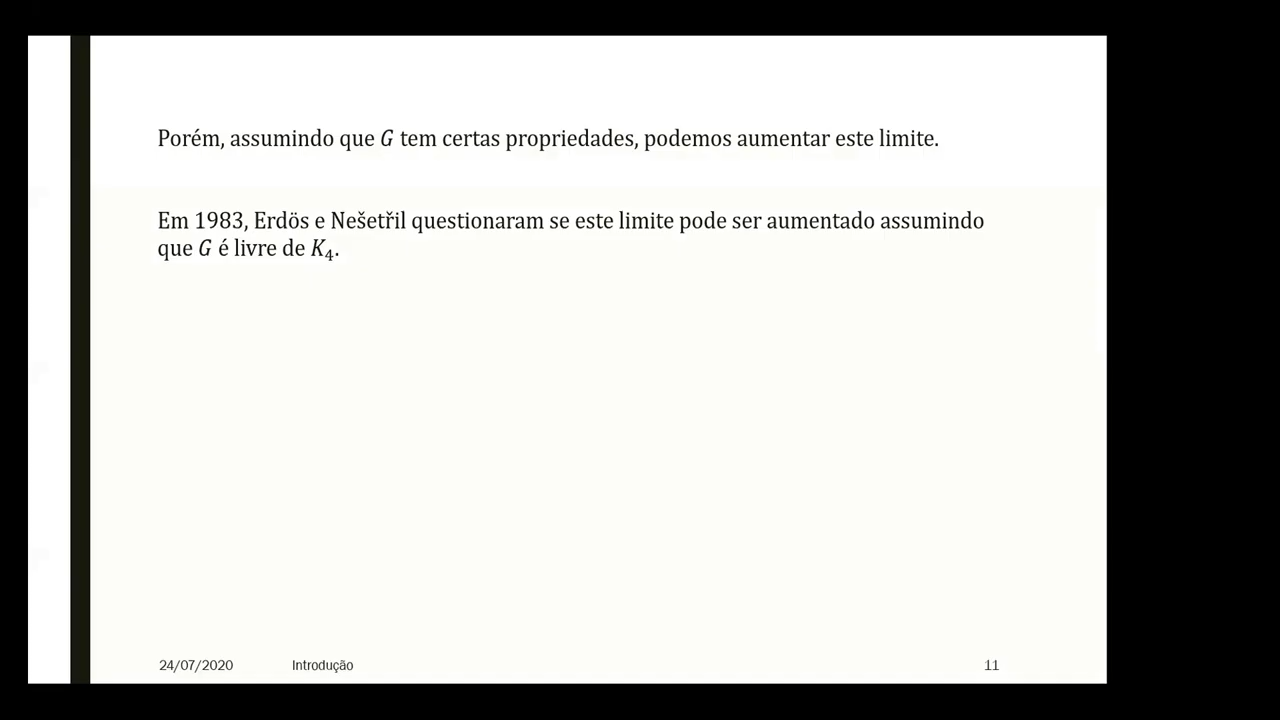 Porém, assumindo que G tem certas propriedades, podemos aumentar este limite.
Em 1983, Erdös e Nešetřil questionaram se este limite pode ser aumentado assumindo
que G é livre de K₄.
24/07/2020 Introdução 11